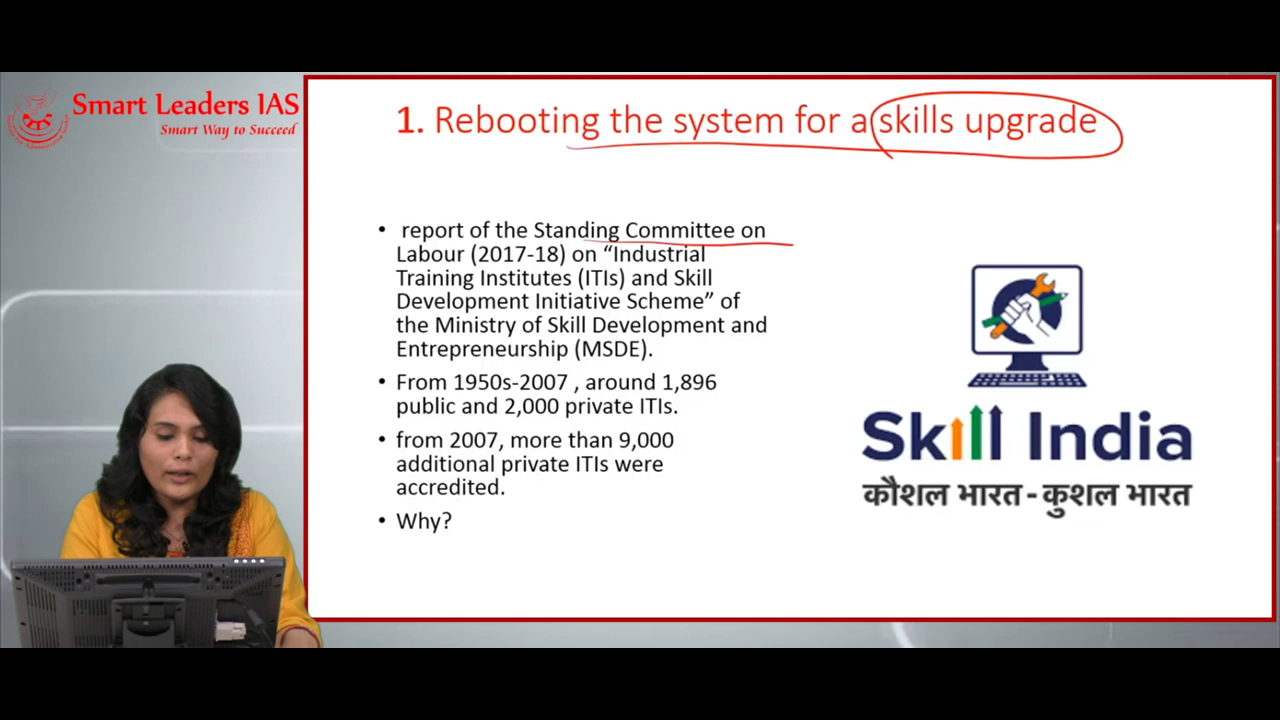 Smart Leaders IAS
Smart Way to Succeed
1. Rebooting the system for a skills upgrade
• report of the Standing Committee on
Labour (2017-18) on “Industrial
Training Institutes (ITIs) and Skill
Development Initiative Scheme” of
the Ministry of Skill Development and
Entrepreneurship (MSDE).
• From 1950s-2007 , around 1,896
public and 2,000 private ITIs.
• from 2007, more than 9,000
additional private ITIs were
accredited.
• Why?
Skill India
कौशल भारत - कुशल भारत